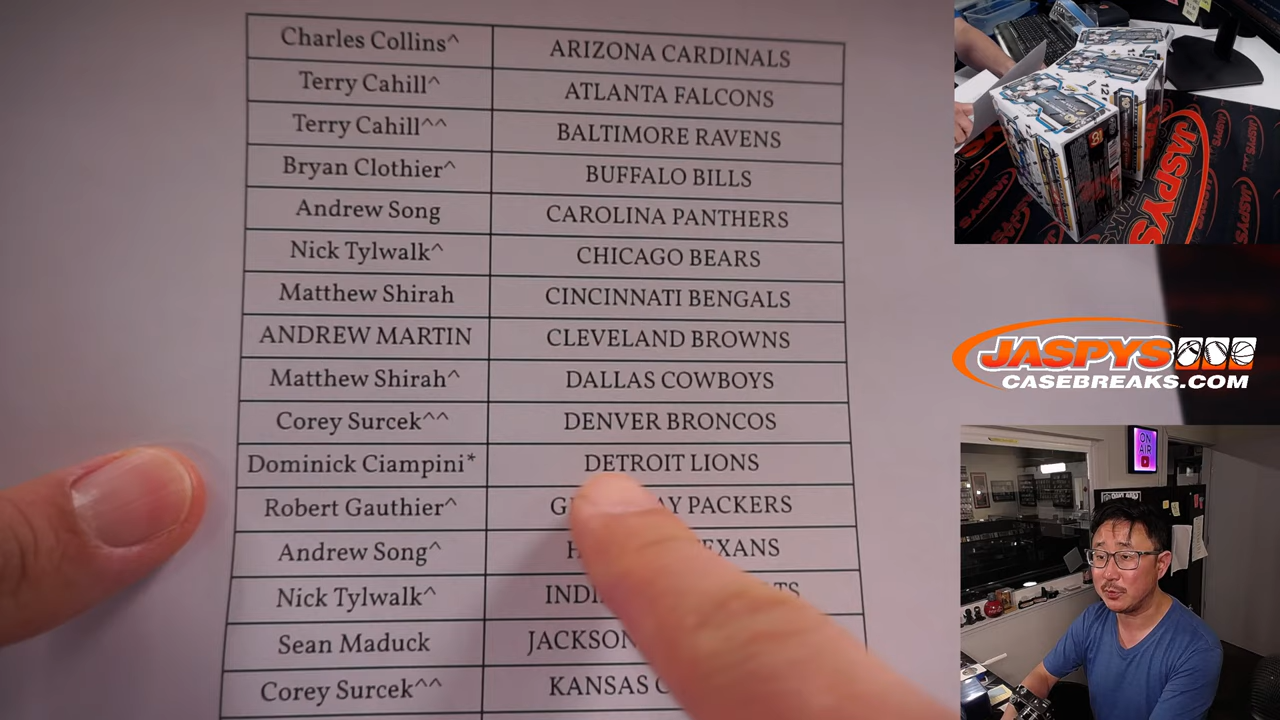 Charles Collins^ ARIZONA CARDINALS
Terry Cahill^ ATLANTA FALCONS
Terry Cahill^^ BALTIMORE RAVENS
Bryan Clothier^ BUFFALO BILLS
Andrew Song CAROLINA PANTHERS
Nick Tylwalk^ CHICAGO BEARS
Matthew Shirah CINCINNATI BENGALS
ANDREW MARTIN CLEVELAND BROWNS
Matthew Shirah^ DALLAS COWBOYS
Corey Surcek^^ DENVER BRONCOS
Dominick Ciampini* DETROIT LIONS
Robert Gauthier^ PACKERS
Andrew Song^
Nick Tylwalk^
Sean Maduck
Corey Surcek^^ KANSAS
JASPYS
JASPYS
CASEBREAKS.COM
ON
AIR